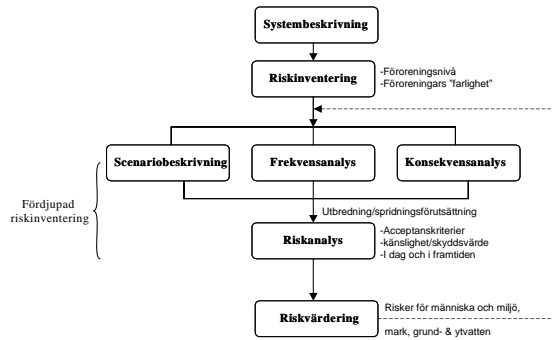 Systembeskrivning
Riskinventering
-Föroreningsnivå
-Föroreningars "farlighet"
Scenariobeskrivning
Frekvensanalys
Konsekvensanalys
Fördjupad
riskinventering
Utbredning/spridningsförutsättning
Riskanalys
-Acceptanskriterier
-känslighet/skyddsvärde
-I dag och i framtiden
Riskvärdering
Risker för människa och miljö,
mark, grund- & ytvatten